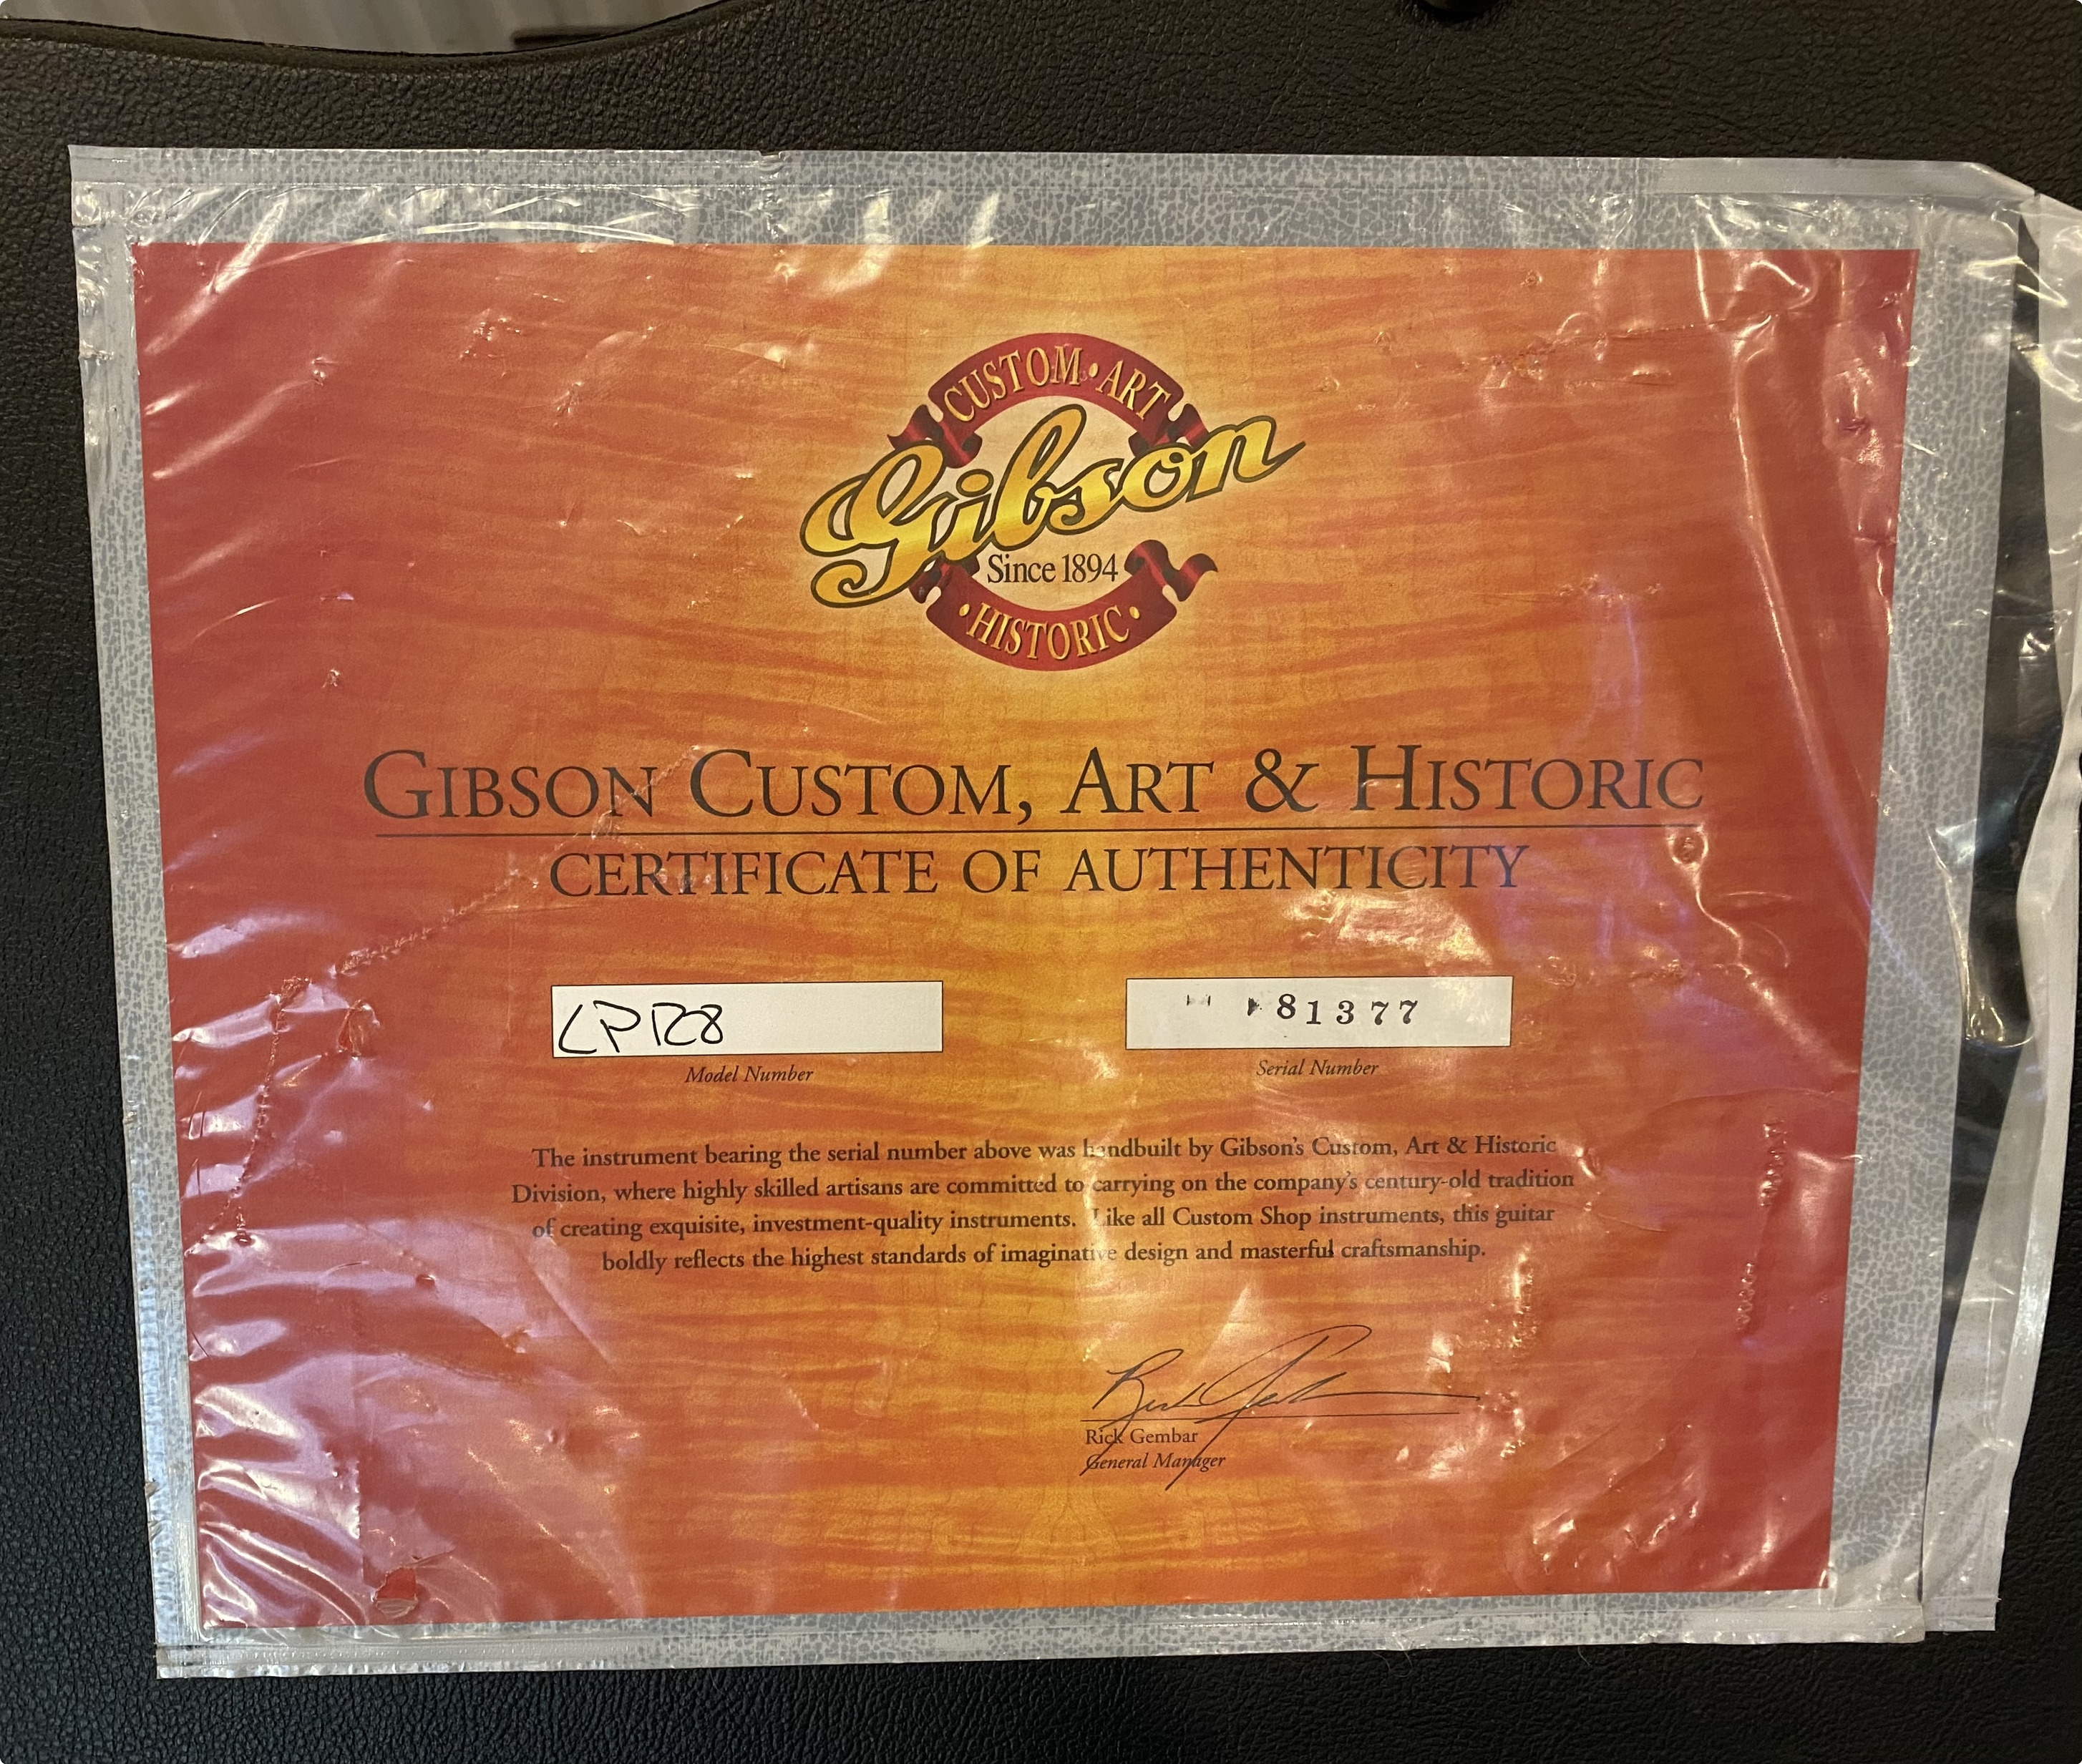 CUSTOM • ART
Gibson
Since 1894
• HISTORIC •
GIBSON CUSTOM, ART & HISTORIC
CERTIFICATE OF AUTHENTICITY
LPR8
81377
Model Number
Serial Number
The instrument bearing the serial number above was handbuilt by Gibson's Custom, Art & Historic
Division, where highly skilled artisans are committed to carrying on the company's century-old tradition
of creating exquisite, investment-quality instruments. Like all Custom Shop instruments, this guitar
boldly reflects the highest standards of imaginative design and masterful craftsmanship.
Rick Gembar
General Manager